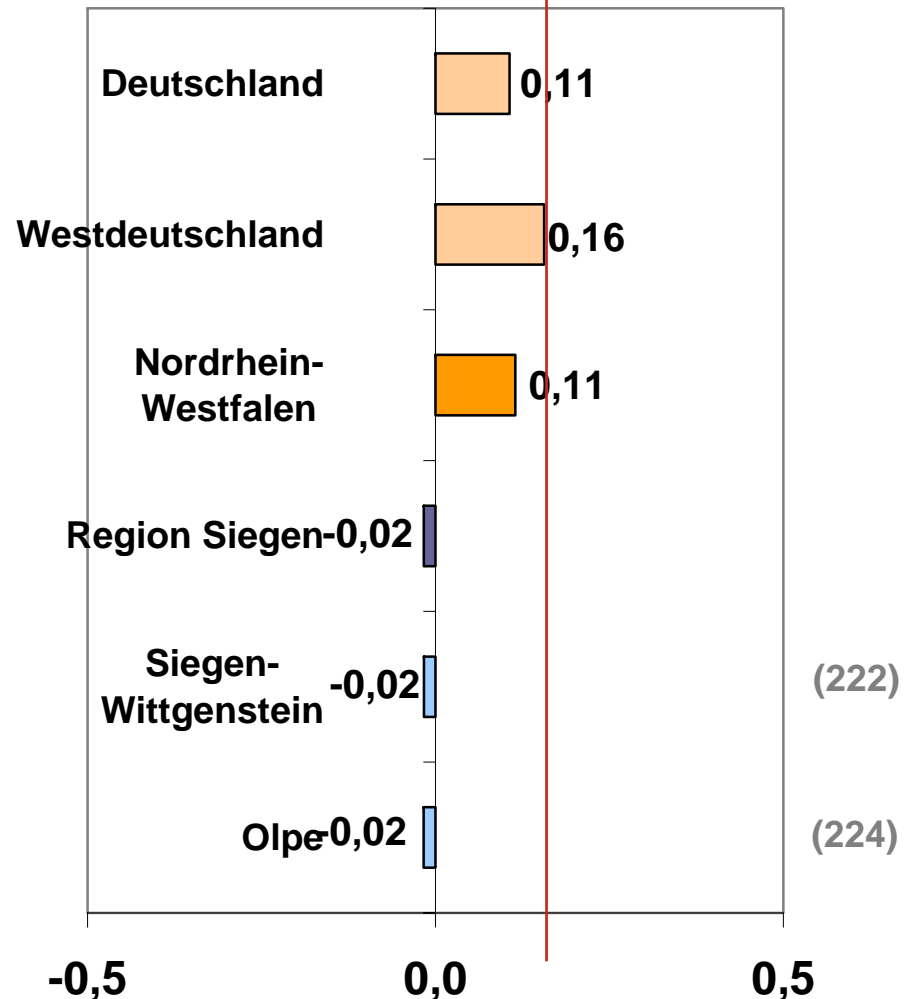 Deutschland 0,11
Westdeutschland 0,16
Nordrhein-
Westfalen 0,11
Region Siegen -0,02
Siegen-
Wittgenstein -0,02 (222)
Olpe -0,02 (224)
-0,5 0,0 0,5